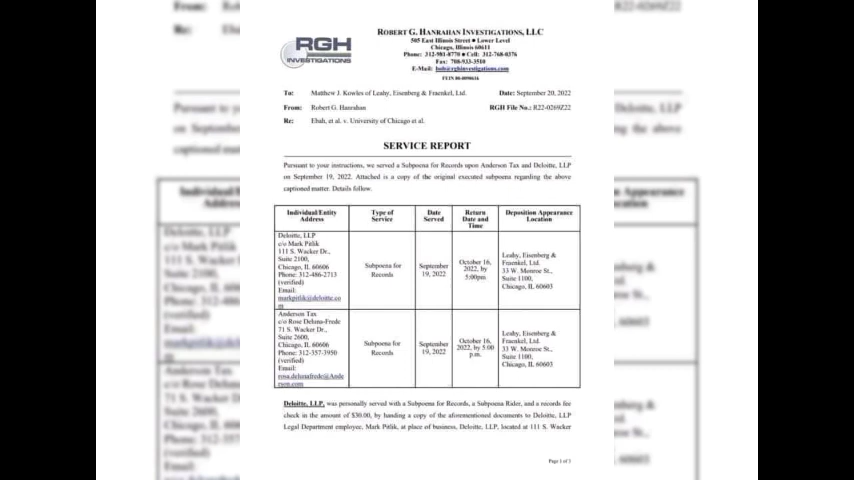 ROBERT G. HANRAHAN INVESTIGATIONS, LLC
505 East Illinois Street ● Lower Level
Chicago, Illinois 60611
Phone: 312-981-8770 ● Cell: 312-768-0376
Fax: 708-933-3510
E-Mail: bob@rghinvestigations.com
RGH
INVESTIGATIONS
To: Matthew J. Kowles of Leahy, Eisenberg & Fraenkel, Ltd. Date: September 20, 2022
From: Robert G. Hanrahan RGH File No.: R22-0269Z22
Re: Ebah, et al. v. University of Chicago et al.
SERVICE REPORT
Pursuant to your instructions, we served a Subpoena for Records upon Anderson Tax and Deloitte, LLP
on September 19, 2022. Attached is a copy of the original executed subpoena regarding the above
captioned matter. Details follow.
Individual/Entity
Address
Type of
Service
Date
Served
Return
Date and
Time
Deposition Appearance
Location
Deloitte, LLP
c/o Mark Pitlik
111 S. Wacker Dr.,
Suite 2100,
Chicago, IL 60606
Phone: 312-486-2713
(verified)
Email:
markpitlik@deloitte.co
m
Subpoena for
Records
September
19, 2022
October 16,
2022, by
5:00pm
Leahy, Eisenberg &
Fraenkel, Ltd.
33 W. Monroe St.,
Suite 1100,
Chicago, IL 60603
Anderson Tax
c/o Rose Deluna-Frede
71 S. Wacker Dr.,
Suite 2600,
Chicago, IL 60606
Phone: 312-357-3950
(verified)
Email:
rosa.delunafrede@Ande
Subpoena for
Records
September
19, 2022
October 16,
2022, by 5:00
p.m.
Leahy, Eisenberg &
Fraenkel, Ltd.
33 W. Monroe St.,
Suite 1100,
Chicago, IL 60603
Deloitte, LLP, was personally served with a Subpoena for Records, a Subpoena Rider, and a records fee
check in the amount of $30.00, by handing a copy of the aforementioned documents to Deloitte, LLP
Legal Department employee, Mark Pitlik, at place of business, Deloitte, LLP, located at 111 S. Wacker
Page 1 of